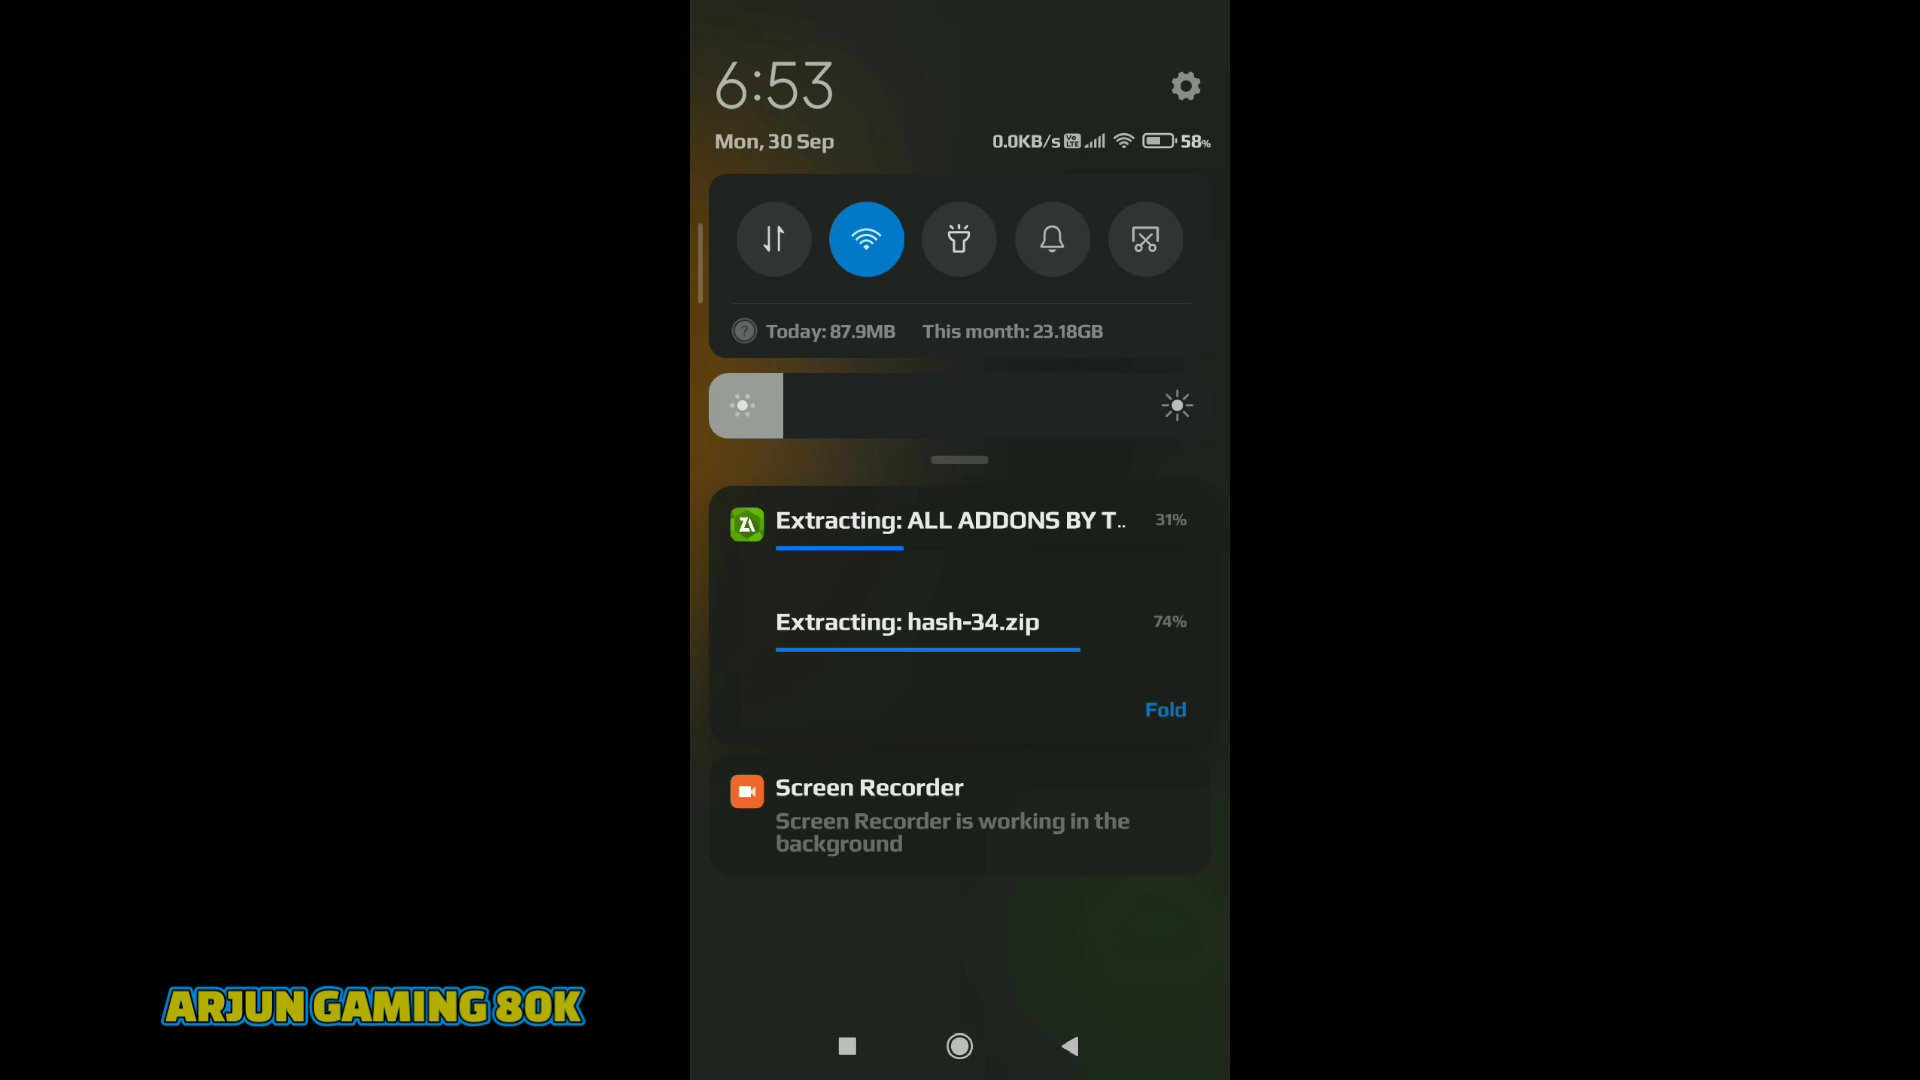 6:53
Mon, 30 Sep
0.0KB/s Vo LTE 58%
Today: 87.9MB This month: 23.18GB
Extracting: ALL ADDONS BY T.. 31%
Extracting: hash-34.zip 74%
Fold
Screen Recorder
Screen Recorder is working in the
background
ARJUN GAMING 80K